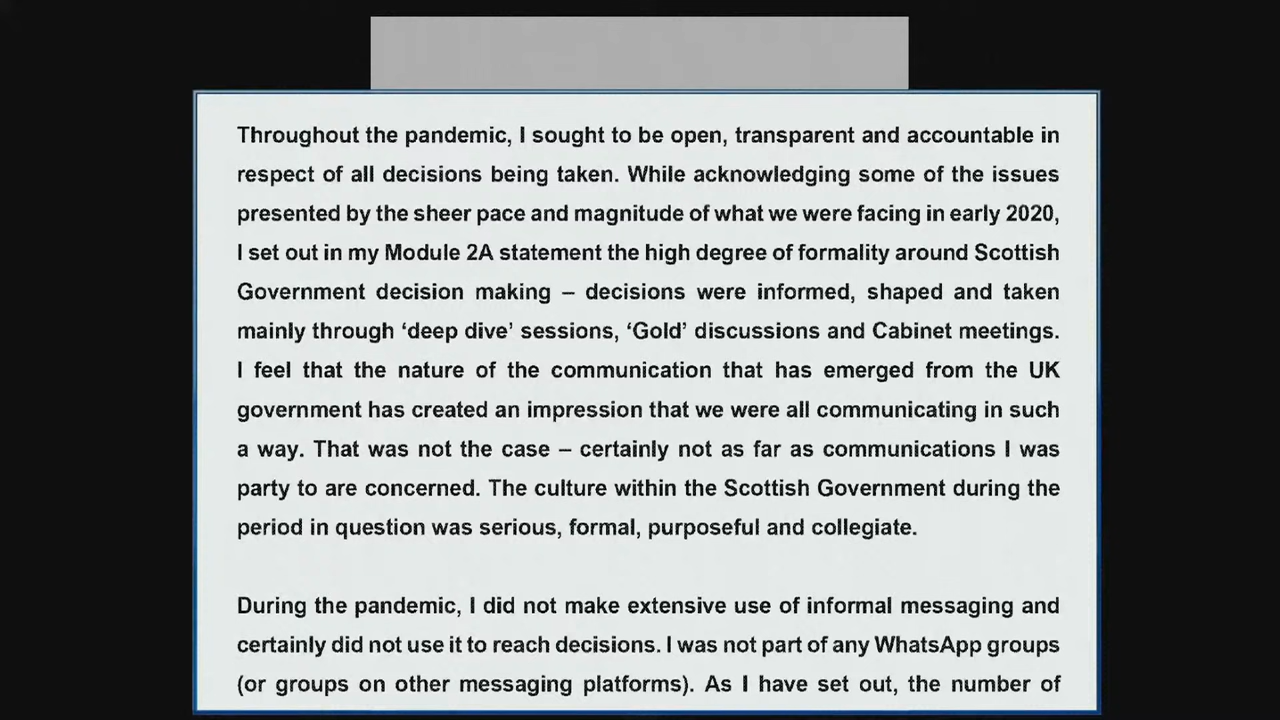 Throughout the pandemic, I sought to be open, transparent and accountable in
respect of all decisions being taken. While acknowledging some of the issues
presented by the sheer pace and magnitude of what we were facing in early 2020,
I set out in my Module 2A statement the high degree of formality around Scottish
Government decision making – decisions were informed, shaped and taken
mainly through ‘deep dive’ sessions, ‘Gold’ discussions and Cabinet meetings.
I feel that the nature of the communication that has emerged from the UK
government has created an impression that we were all communicating in such
a way. That was not the case – certainly not as far as communications I was
party to are concerned. The culture within the Scottish Government during the
period in question was serious, formal, purposeful and collegiate.
During the pandemic, I did not make extensive use of informal messaging and
certainly did not use it to reach decisions. I was not part of any WhatsApp groups
(or groups on other messaging platforms). As I have set out, the number of